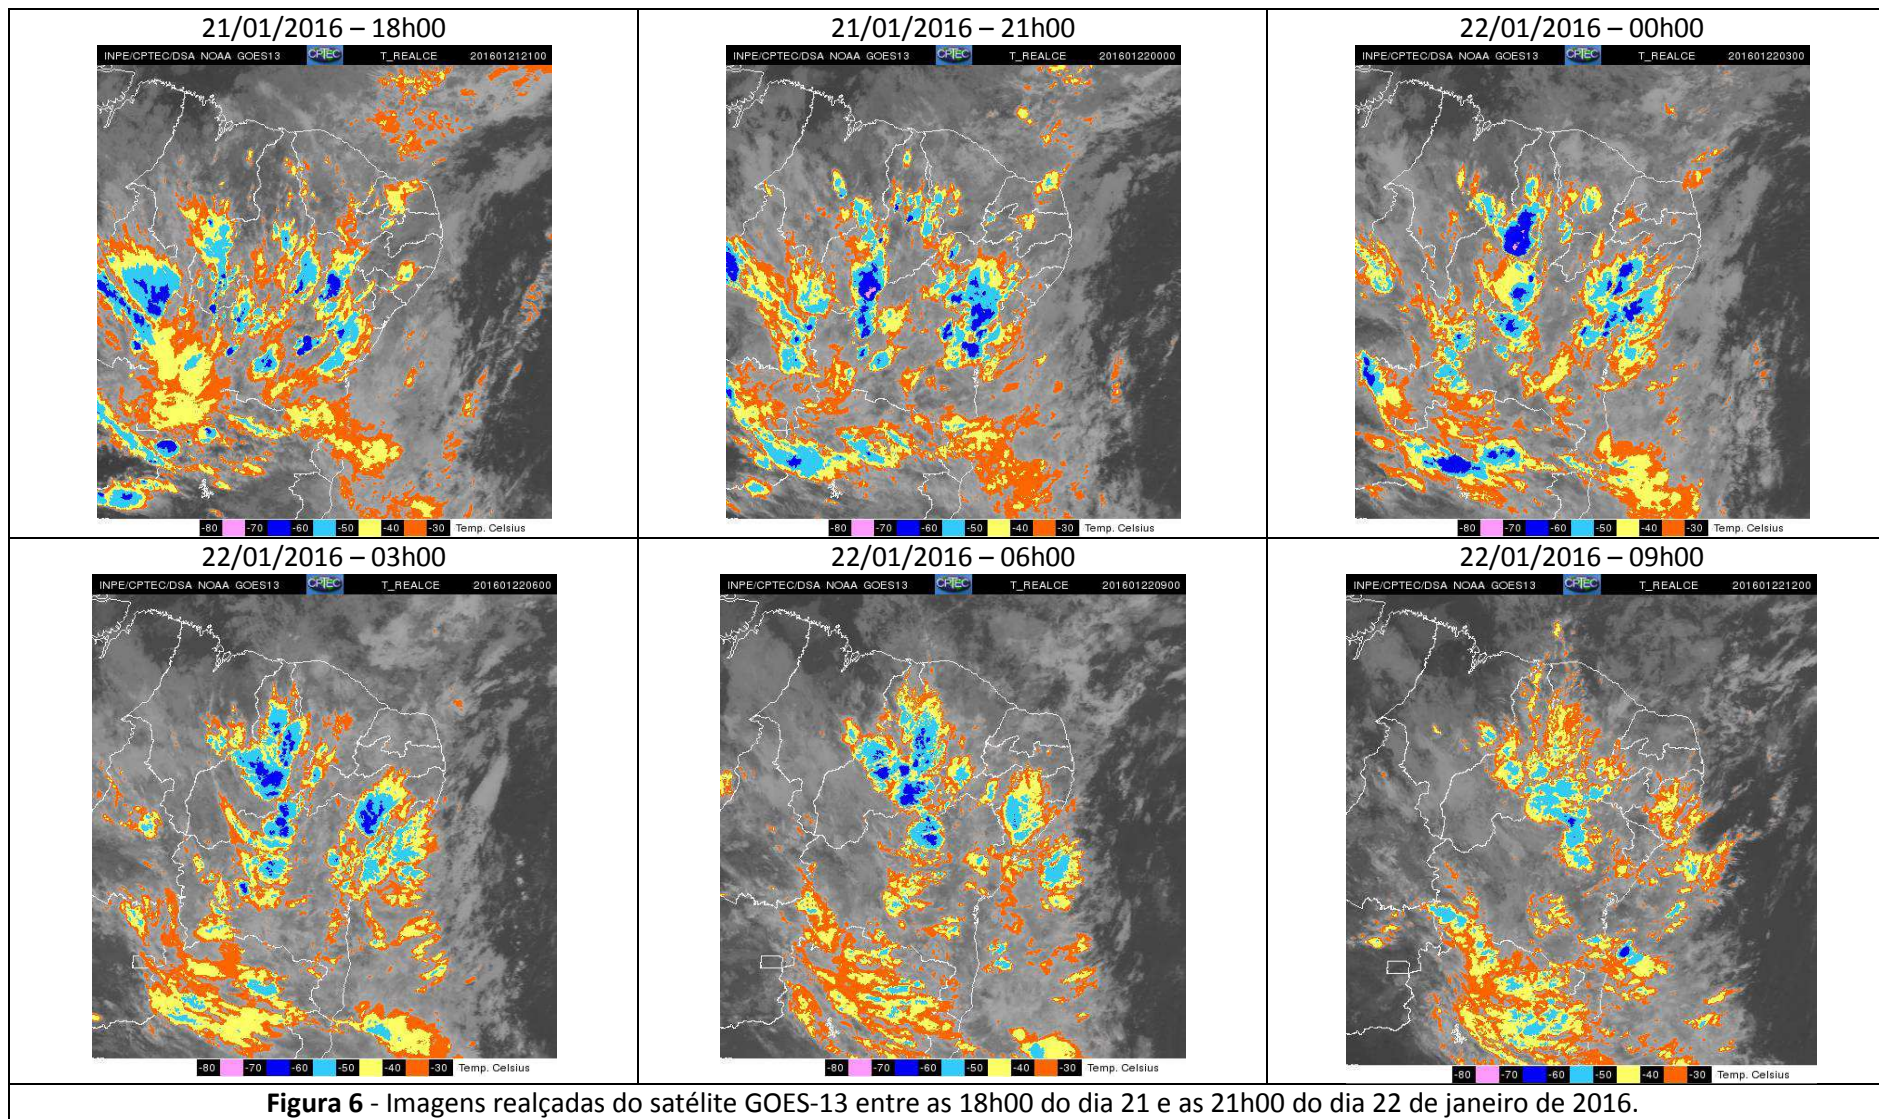 21/01/2016 – 18h00
INPE/CPTEC/DSA NOAA GOES13 CPTEC T_REALCE 201601212100
-80 -70 -60 -50 -40 -30 Temp. Celsius
21/01/2016 – 21h00
INPE/CPTEC/DSA NOAA GOES13 CPTEC T_REALCE 201601220000
-80 -70 -60 -50 -40 -30 Temp. Celsius
22/01/2016 – 00h00
INPE/CPTEC/DSA NOAA GOES13 CPTEC T_REALCE 201601220300
-80 -70 -60 -50 -40 -30 Temp. Celsius
22/01/2016 – 03h00
INPE/CPTEC/DSA NOAA GOES13 CPTEC T_REALCE 201601220600
-80 -70 -60 -50 -40 -30 Temp. Celsius
22/01/2016 – 06h00
INPE/CPTEC/DSA NOAA GOES13 CPTEC T_REALCE 201601220900
-80 -70 -60 -50 -40 -30 Temp. Celsius
22/01/2016 – 09h00
INPE/CPTEC/DSA NOAA GOES13 CPTEC T_REALCE 201601221200
-80 -70 -60 -50 -40 -30 Temp. Celsius
Figura 6 - Imagens realçadas do satélite GOES-13 entre as 18h00 do dia 21 e as 21h00 do dia 22 de janeiro de 2016.